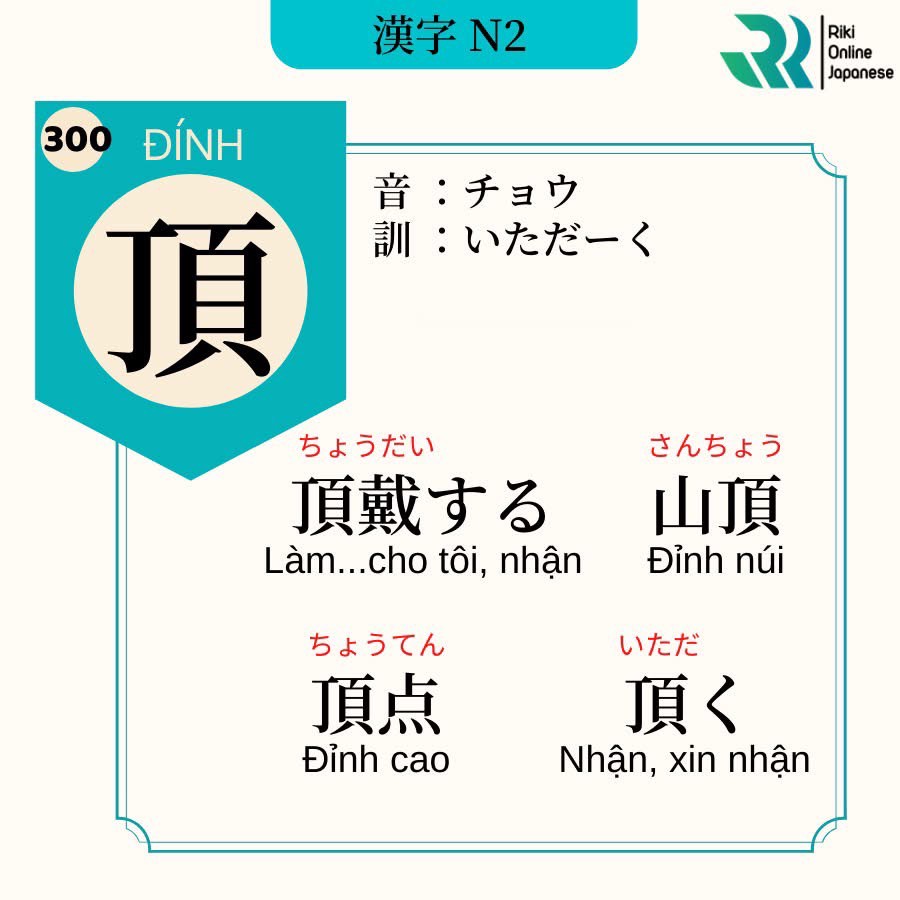 漢字 N2
Riki
Online
Japanese
300 ĐÍNH
頂
音 ：チョウ
訓 ：いただーく
ちょうだい
頂戴する
Làm...cho tôi, nhận
さんちょう
山頂
Đỉnh núi
ちょうてん
頂点
Đỉnh cao
いただ
頂く
Nhận, xin nhận